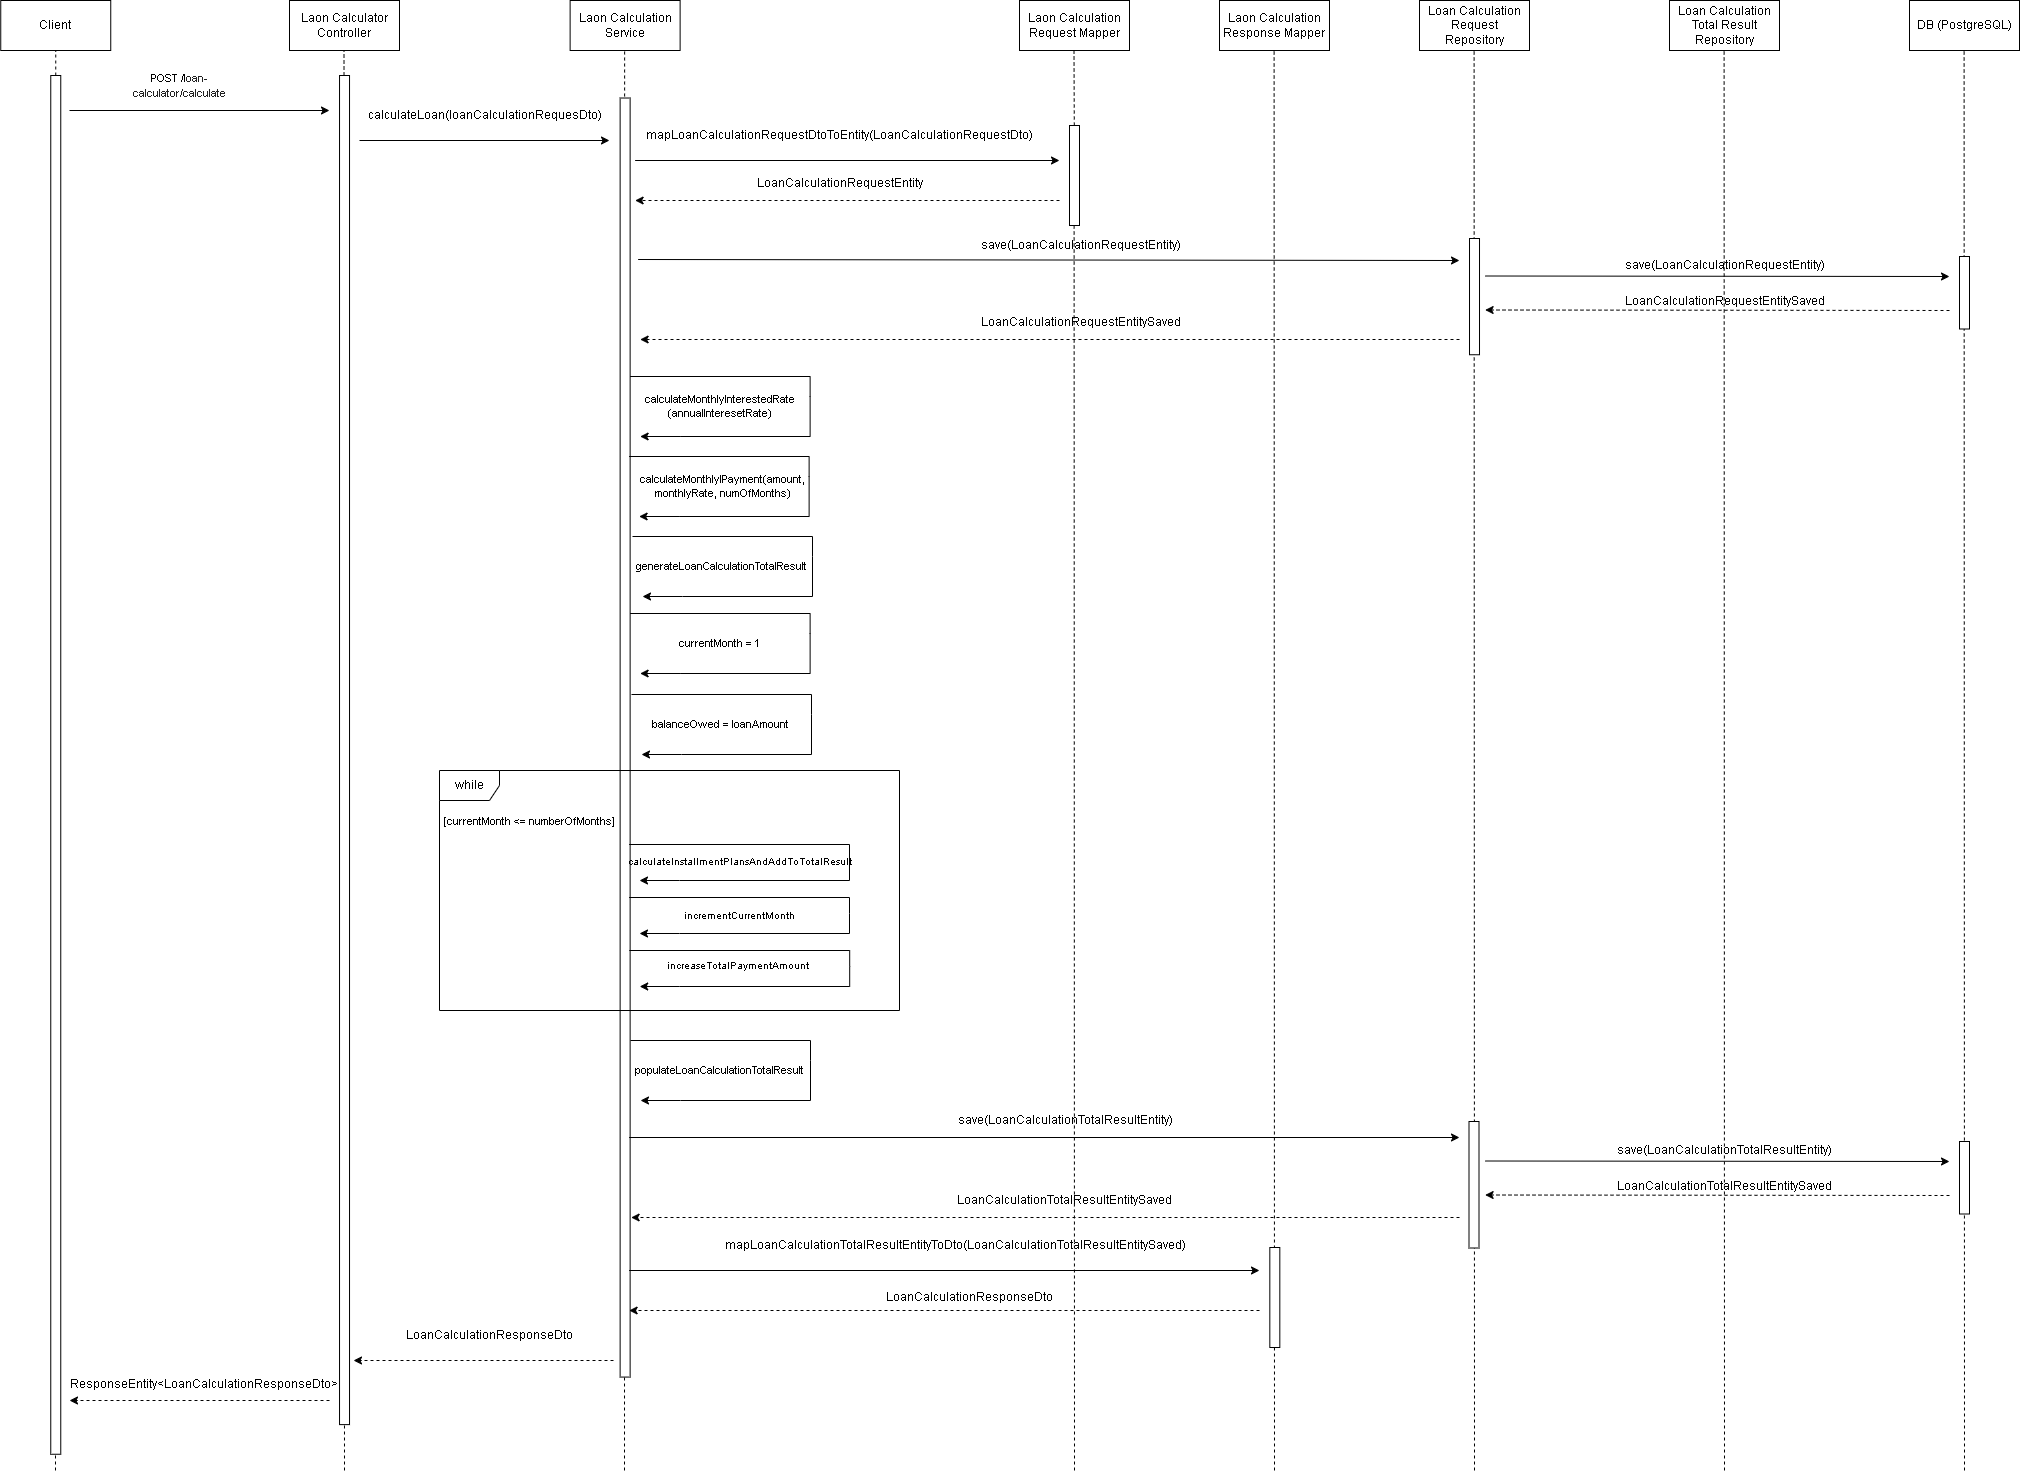 Client
Laon Calculator
Controller
Laon Calculation
Service
Laon Calculation
Request Mapper
Laon Calculation
Response Mapper
Loan Calculation
Request
Repository
Loan Calculation
Total Result
Repository
DB (PostgreSQL)
POST /loan-
calculator/calculate
calculateLoan(loanCalculationRequesDto)
mapLoanCalculationRequestDtoToEntity(LoanCalculationRequestDto)
LoanCalculationRequestEntity
save(LoanCalculationRequestEntity)
save(LoanCalculationRequestEntity)
LoanCalculationRequestEntitySaved
LoanCalculationRequestEntitySaved
calculateMonthlyInterestedRate
(annualInteresetRate)
calculateMonthlyIPayment(amount,
monthlyRate, numOfMonths)
generateLoanCalculationTotalResult
currentMonth = 1
balanceOwed = loanAmount
while
[currentMonth <= numberOfMonths]
calculateInstallmentPlansAndAddToTotalResult
incrementCurrentMonth
increaseTotalPaymentAmount
populateLoanCalculationTotalResult
save(LoanCalculationTotalResultEntity)
save(LoanCalculationTotalResultEntity)
LoanCalculationTotalResultEntitySaved
LoanCalculationTotalResultEntitySaved
mapLoanCalculationTotalResultEntityToDto(LoanCalculationTotalResultEntitySaved)
LoanCalculationResponseDto
LoanCalculationResponseDto
ResponseEntity<LoanCalculationResponseDto>